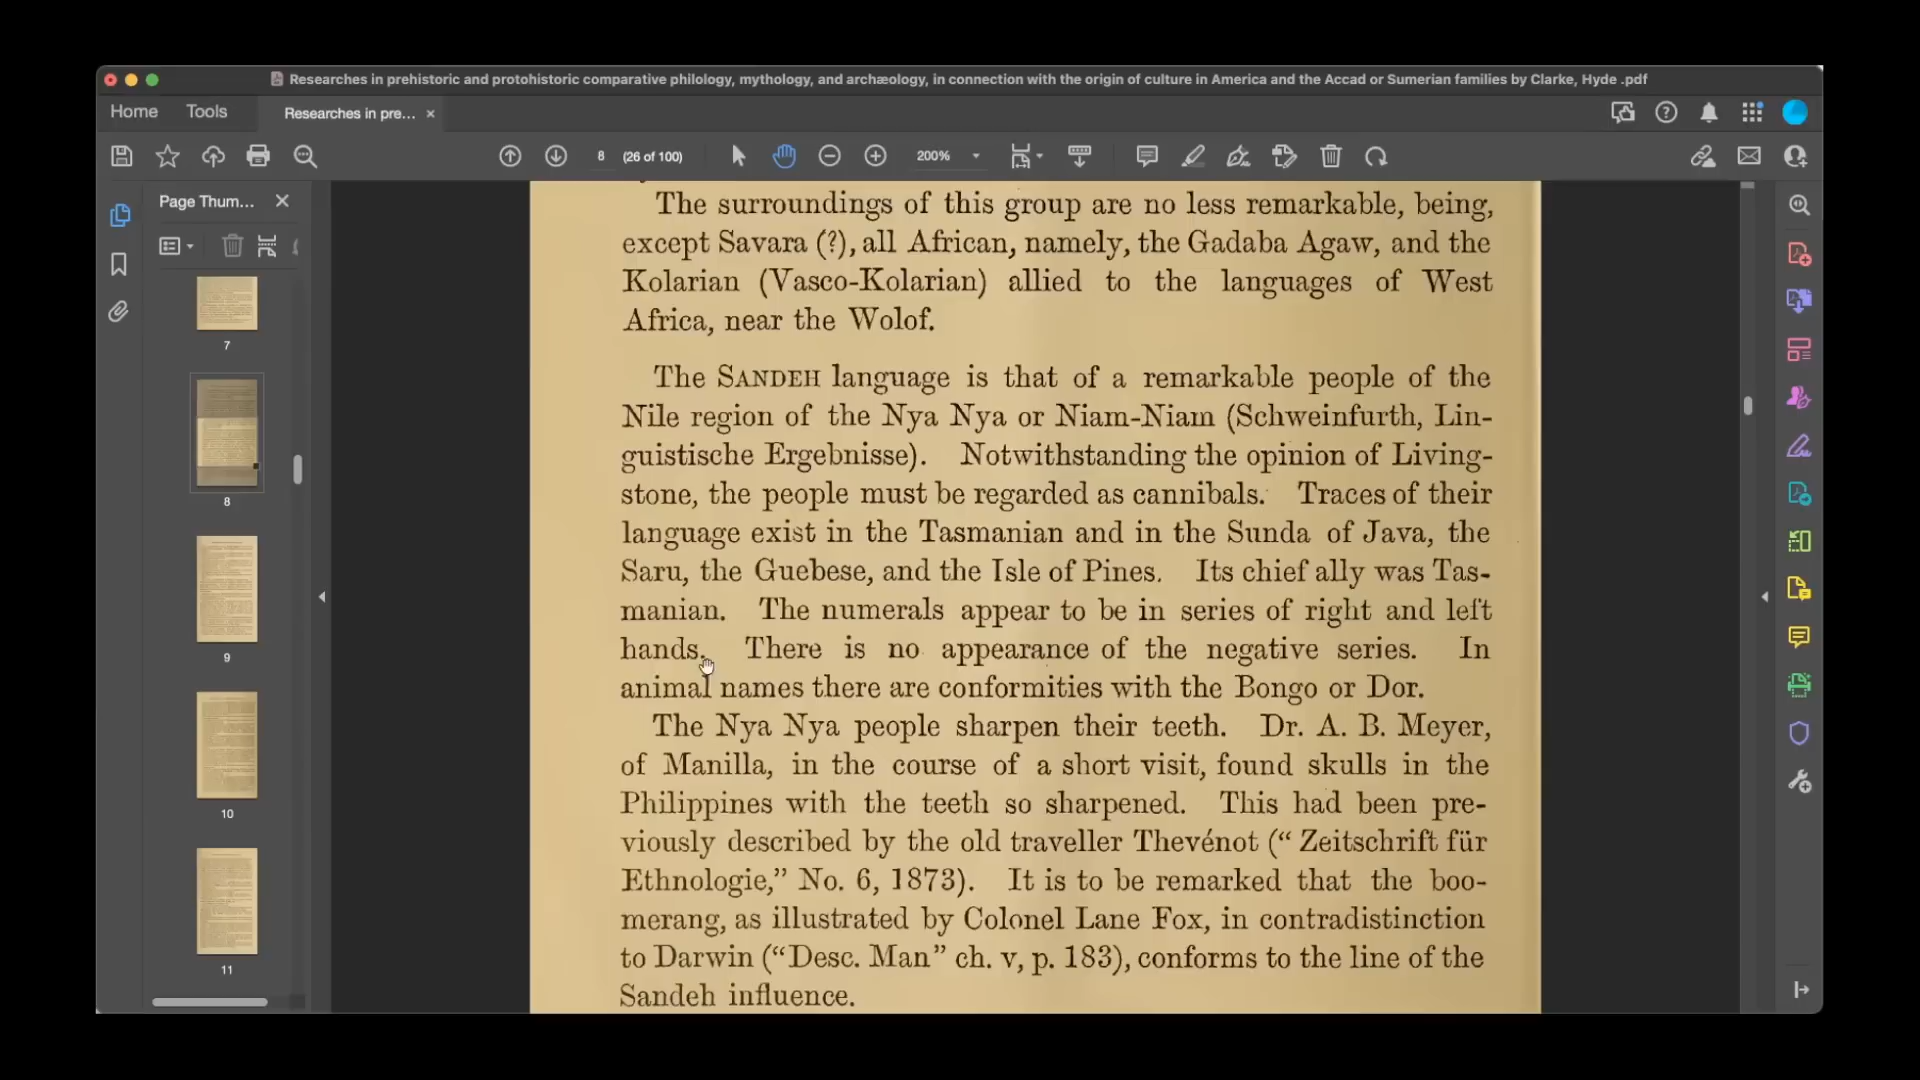 Researches in prehistoric and protohistoric comparative philology, mythology, and archæology, in connection with the origin of culture in America and the Accad or Sumerian families by Clarke, Hyde .pdf
Home
Tools
Researches in pre...
8
(26 of 100)
200%
Page Thum...
7
8
9
10
11
The surroundings of this group are no less remarkable, being,
except Savara (?), all African, namely, the Gadaba Agaw, and the
Kolarian (Vasco-Kolarian) allied to the languages of West
Africa, near the Wolof.
The SANDEH language is that of a remarkable people of the
Nile region of the Nya Nya or Niam-Niam (Schweinfurth, Lin-
guistische Ergebnisse). Notwithstanding the opinion of Living-
stone, the people must be regarded as cannibals. Traces of their
language exist in the Tasmanian and in the Sunda of Java, the
Saru, the Guebese, and the Isle of Pines. Its chief ally was Tas-
manian. The numerals appear to be in series of right and left
hands. There is no appearance of the negative series. In
animal names there are conformities with the Bongo or Dor.
The Nya Nya people sharpen their teeth. Dr. A. B. Meyer,
of Manilla, in the course of a short visit, found skulls in the
Philippines with the teeth so sharpened. This had been pre-
viously described by the old traveller Thevénot (“ Zeitschrift für
Ethnologie,” No. 6, 1873). It is to be remarked that the boo-
merang, as illustrated by Colonel Lane Fox, in contradistinction
to Darwin (“Desc. Man” ch. v, p. 183), conforms to the line of the
Sandeh influence.